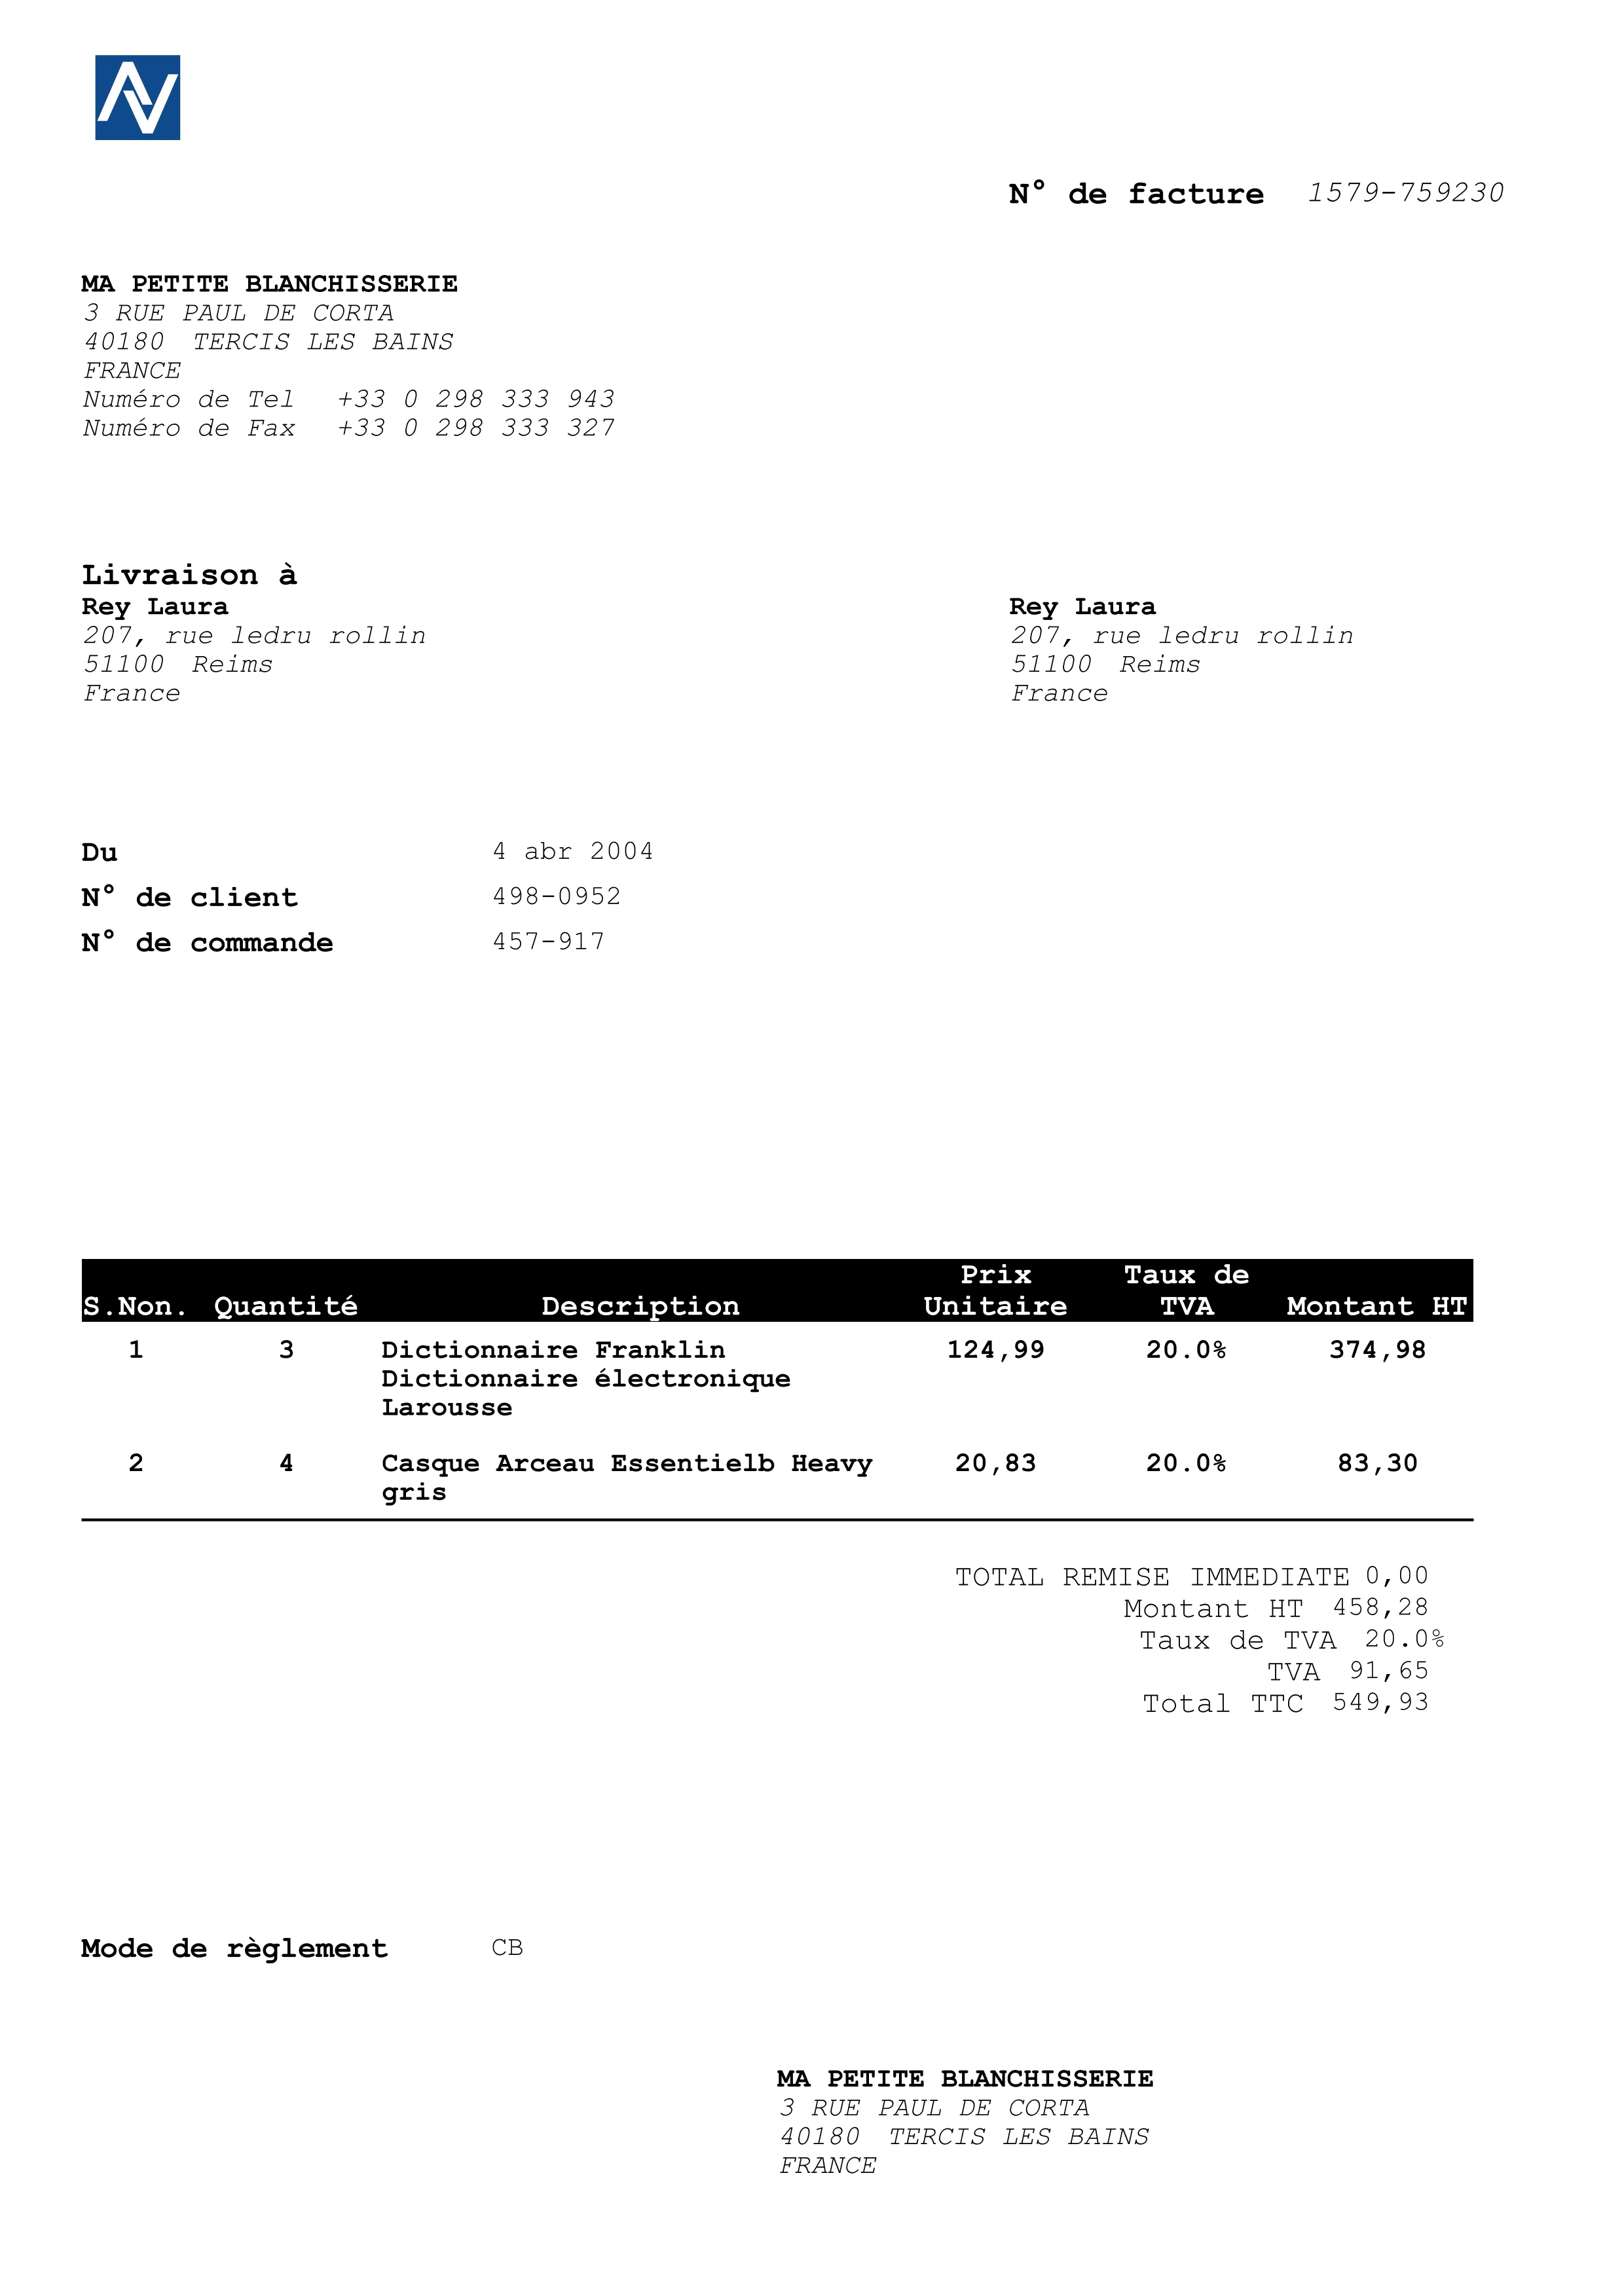 N° de facture 1579-759230
MA PETITE BLANCHISSERIE
3 RUE PAUL DE CORTA
40180 TERCIS LES BAINS
FRANCE
Numéro de Tel +33 0 298 333 943
Numéro de Fax +33 0 298 333 327
Livraison à
Rey Laura
207, rue ledru rollin
51100 Reims
France
Rey Laura
207, rue ledru rollin
51100 Reims
France
Du 4 abr 2004
N° de client 498-0952
N° de commande 457-917
S.Non. Quantité Description Prix Unitaire Taux de TVA Montant HT
1 3 Dictionnaire Franklin 124,99 20.0% 374,98
Dictionnaire électronique
Larousse
2 4 Casque Arceau Essentielb Heavy 20,83 20.0% 83,30
gris
TOTAL REMISE IMMEDIATE 0,00
Montant HT 458,28
Taux de TVA 20.0%
TVA 91,65
Total TTC 549,93
Mode de règlement CB
MA PETITE BLANCHISSERIE
3 RUE PAUL DE CORTA
40180 TERCIS LES BAINS
FRANCE